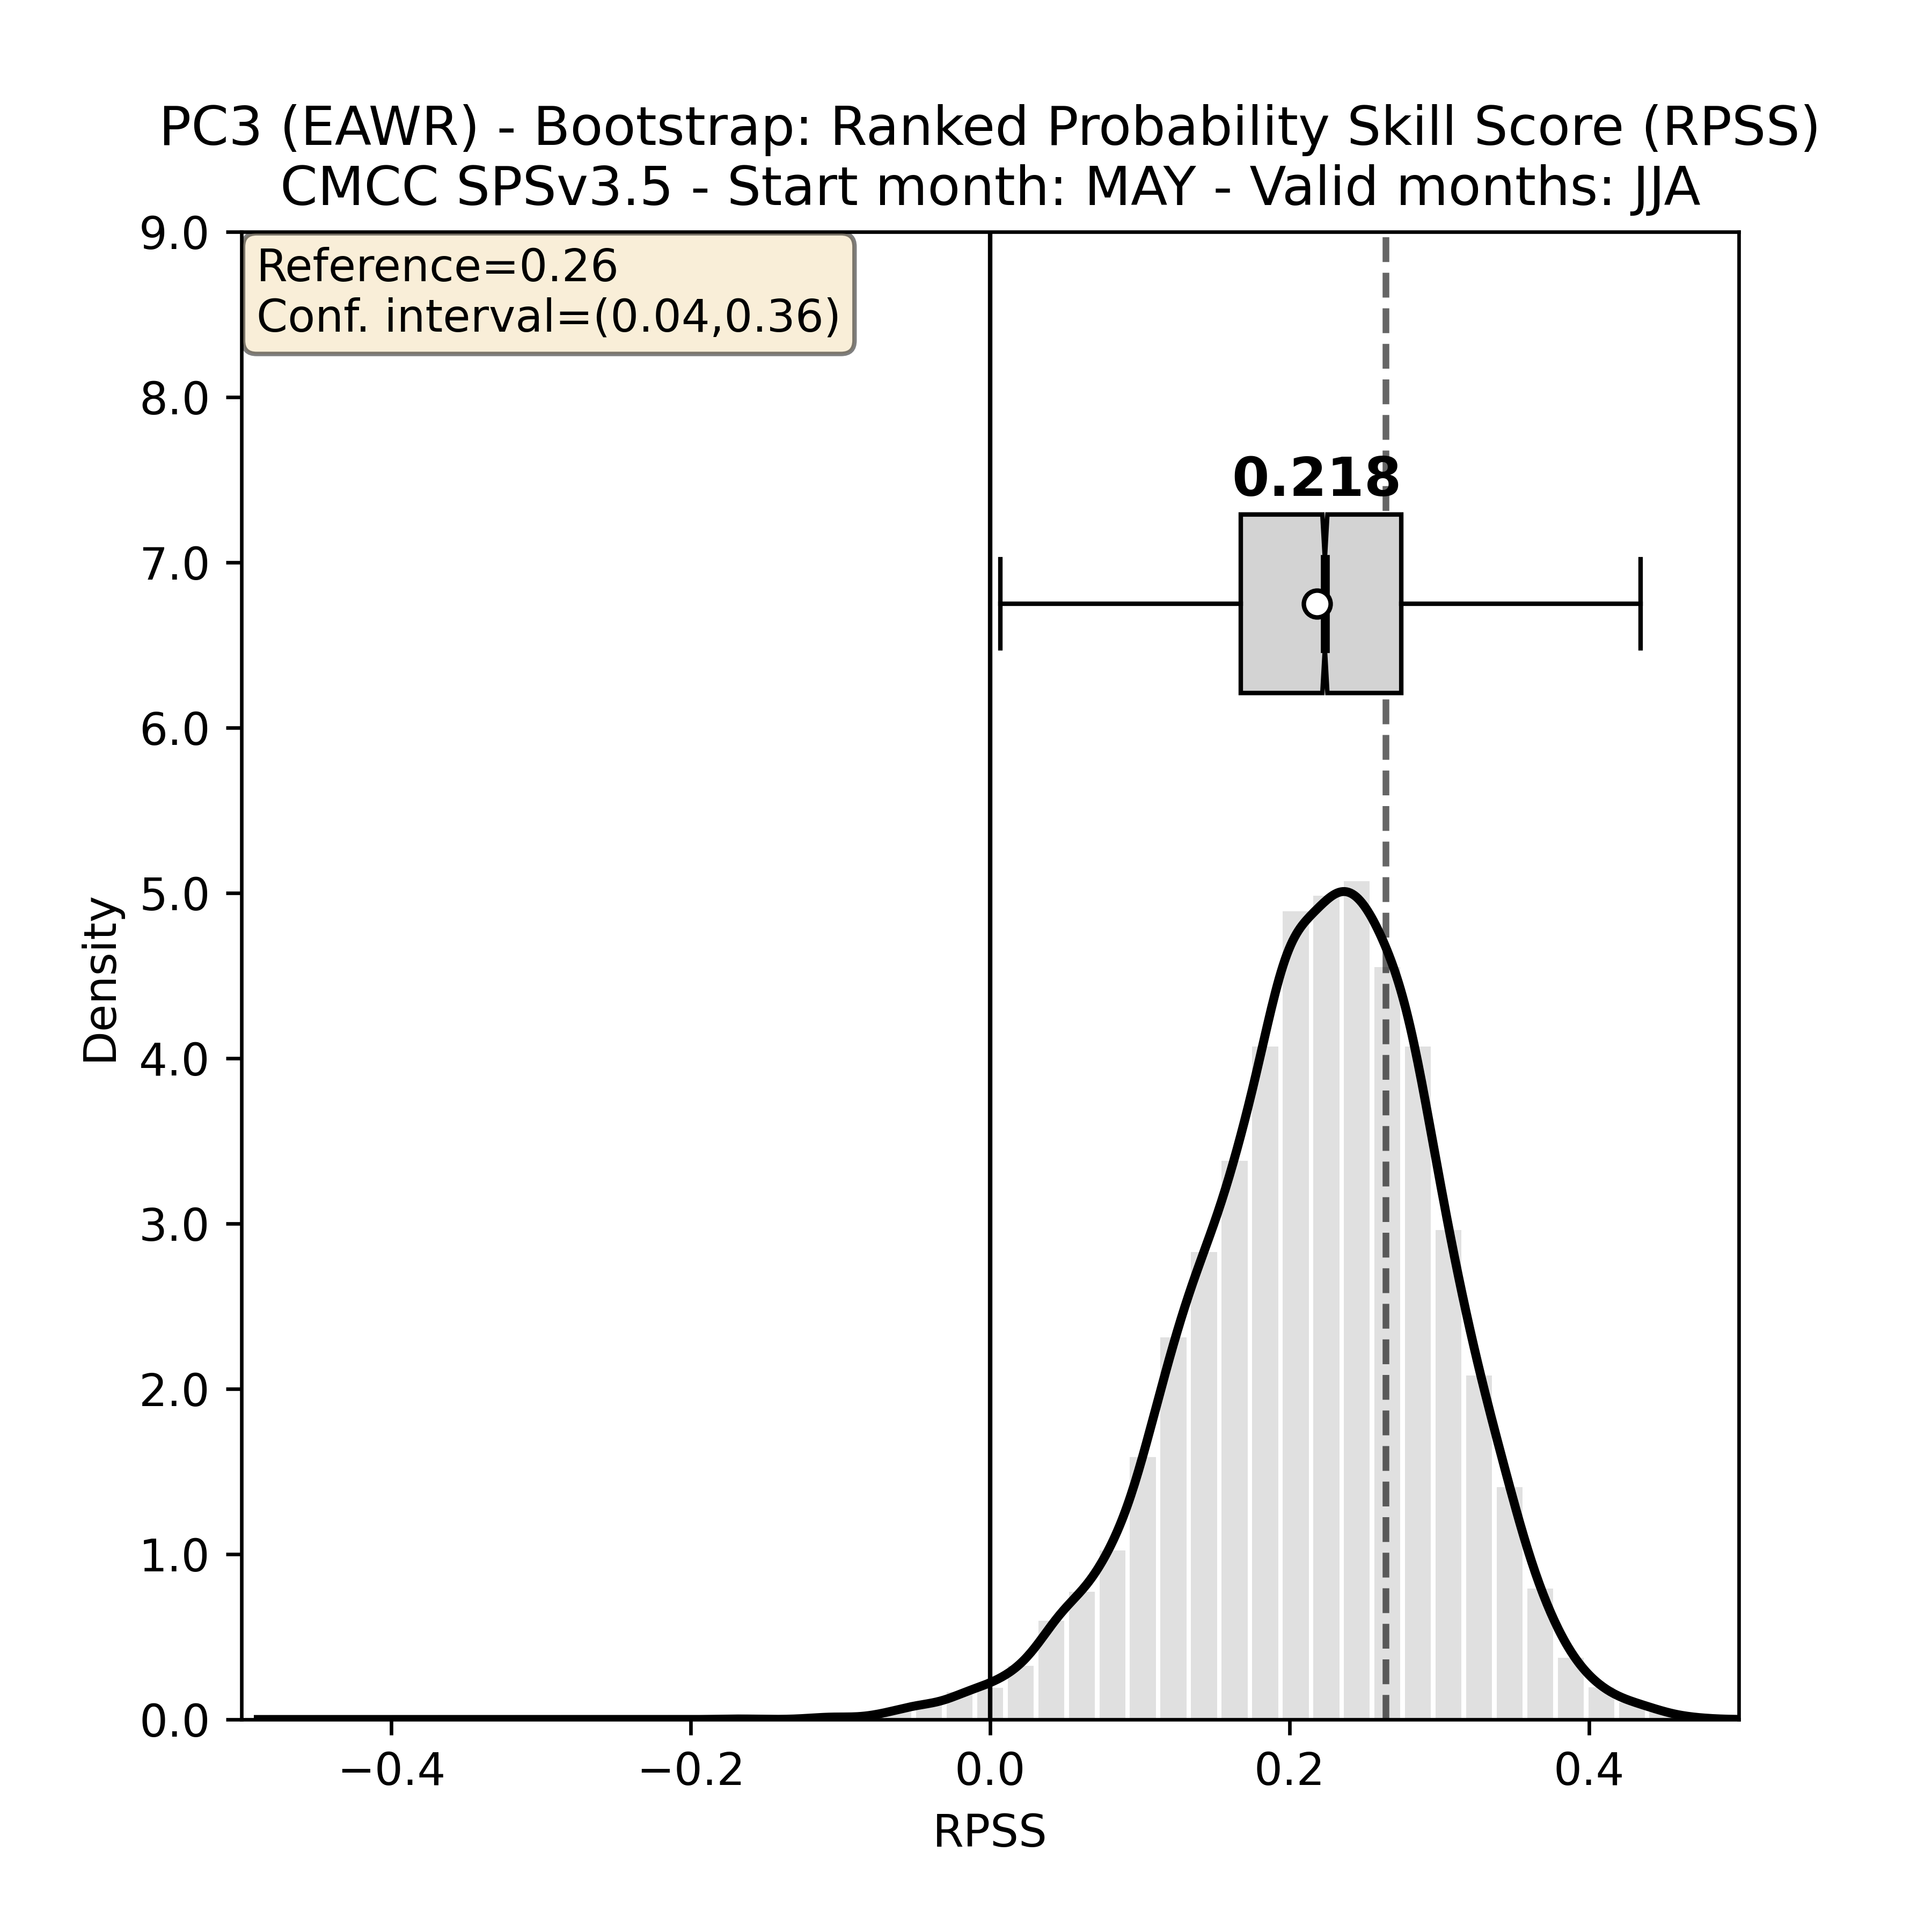 PC3 (EAWR) - Bootstrap: Ranked Probability Skill Score (RPSS)
CMCC SPSv3.5 - Start month: MAY - Valid months: JJA
9.0
Reference=0.26
Conf. interval=(0.04,0.36)
8.0
0.218
7.0
6.0
5.0
Density
4.0
3.0
2.0
1.0
0.0
−0.4 −0.2 0.0 0.2 0.4
RPSS